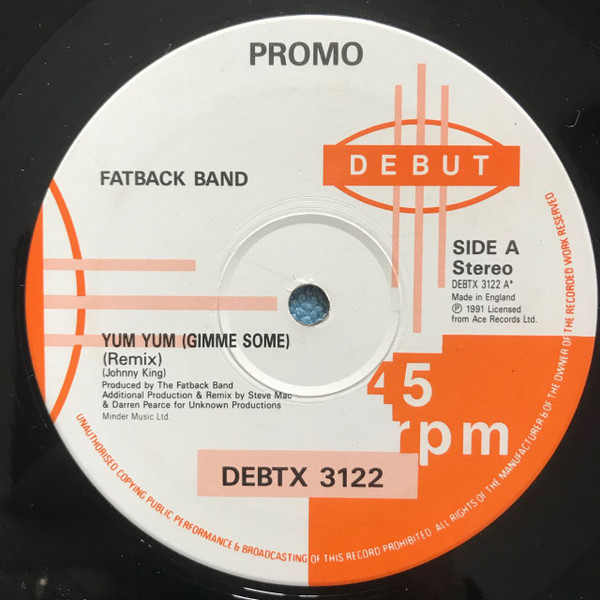 PROMO
DEBUT
FATBACK BAND
SIDE A
Stereo
DEBTX 3122 A*
Made in England
℗ 1991 Licensed
from Ace Records Ltd.
YUM YUM (GIMME SOME)
(Remix)
(Johnny King)
Produced by The Fatback Band
Additional Production & Remix by Steve Mac
& Darren Pearce for Unknown Productions
Minder Music Ltd.
45
rpm
DEBTX 3122
UNAUTHORISED COPYING PUBLIC PERFORMANCE & BROADCASTING OF THIS RECORD PROHIBITED. ALL RIGHTS OF THE MANUFACTURER & OF THE OWNER OF THE RECORDED WORK RESERVED